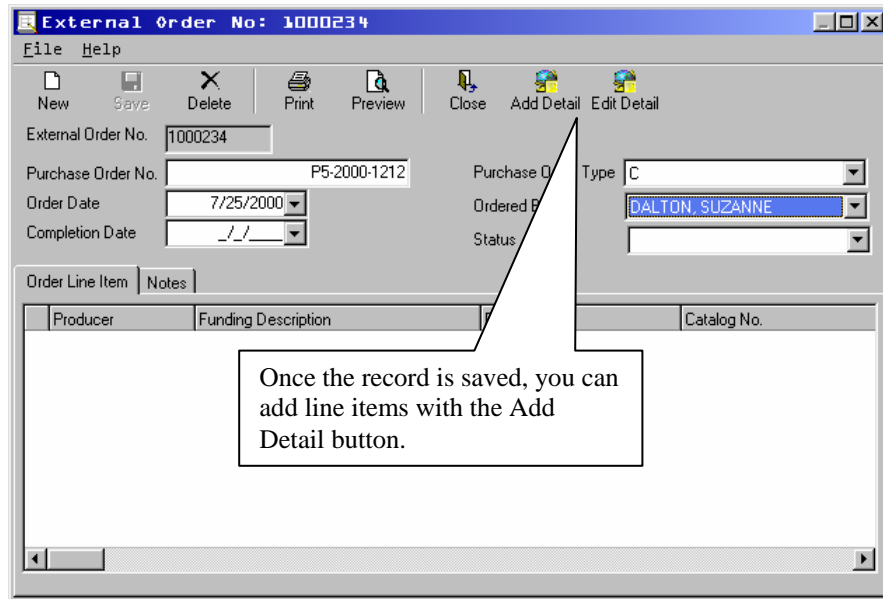 External Order No: 1000234
File Help
New Save Delete Print Preview Close Add Detail Edit Detail
External Order No. 1000234
Purchase Order No. P5-2000-1212 Purchase O Type C
Order Date 7/25/2000 Ordered B DALTON, SUZANNE
Completion Date _/_/___ Status
Order Line Item Notes
Producer Funding Description Catalog No.
Once the record is saved, you can
add line items with the Add
Detail button.